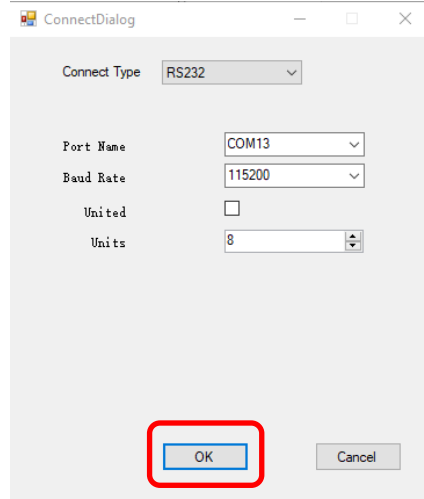 ConnectDialog
Connect Type RS232
Port Name COM13
Baud Rate 115200
United
Units 8
OK Cancel